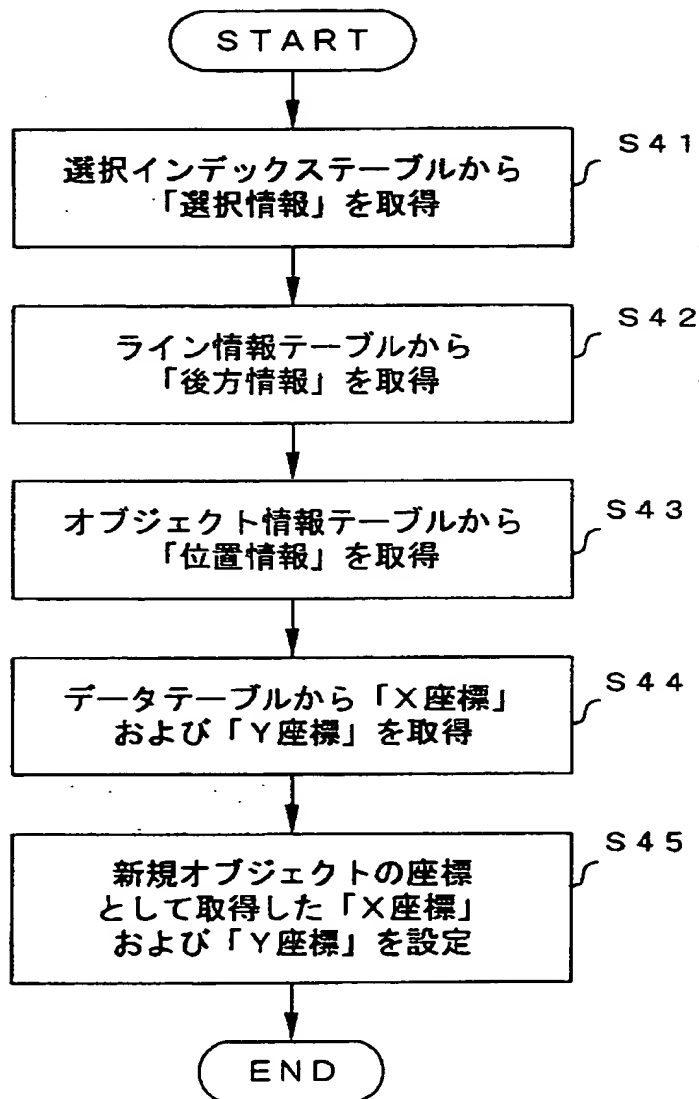 START
S41
選択インデックステーブルから
「選択情報」を取得
S42
ライン情報テーブルから
「後方情報」を取得
S43
オブジェクト情報テーブルから
「位置情報」を取得
S44
データテーブルから「X座標」
および「Y座標」を取得
S45
新規オブジェクトの座標
として取得した「X座標」
および「Y座標」を設定
END